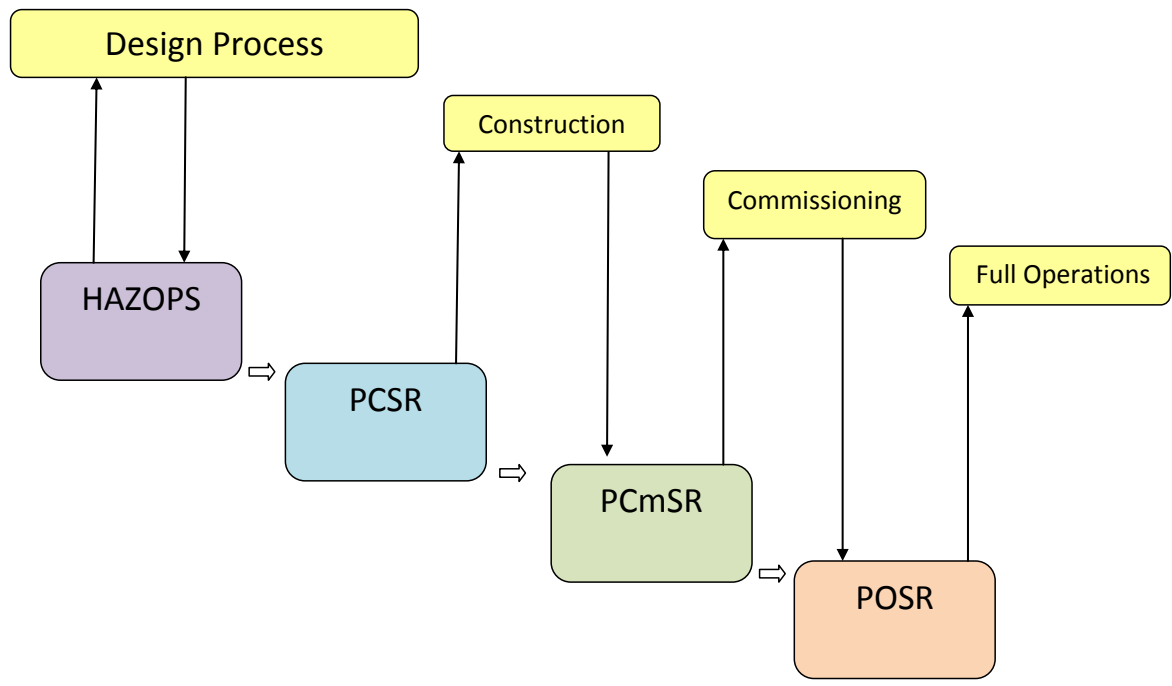 Design Process
Construction
Commissioning
Full Operations
HAZOPS
PCSR
PCmSR
POSR